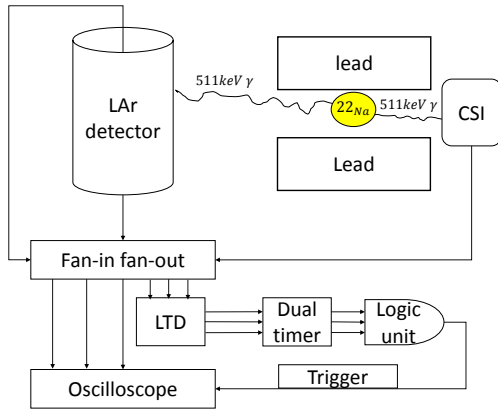 lead
511keV γ
22Na
511keV γ
LAr
detector
CSI
Lead
Fan-in fan-out
LTD
Dual
timer
Logic
unit
Trigger
Oscilloscope